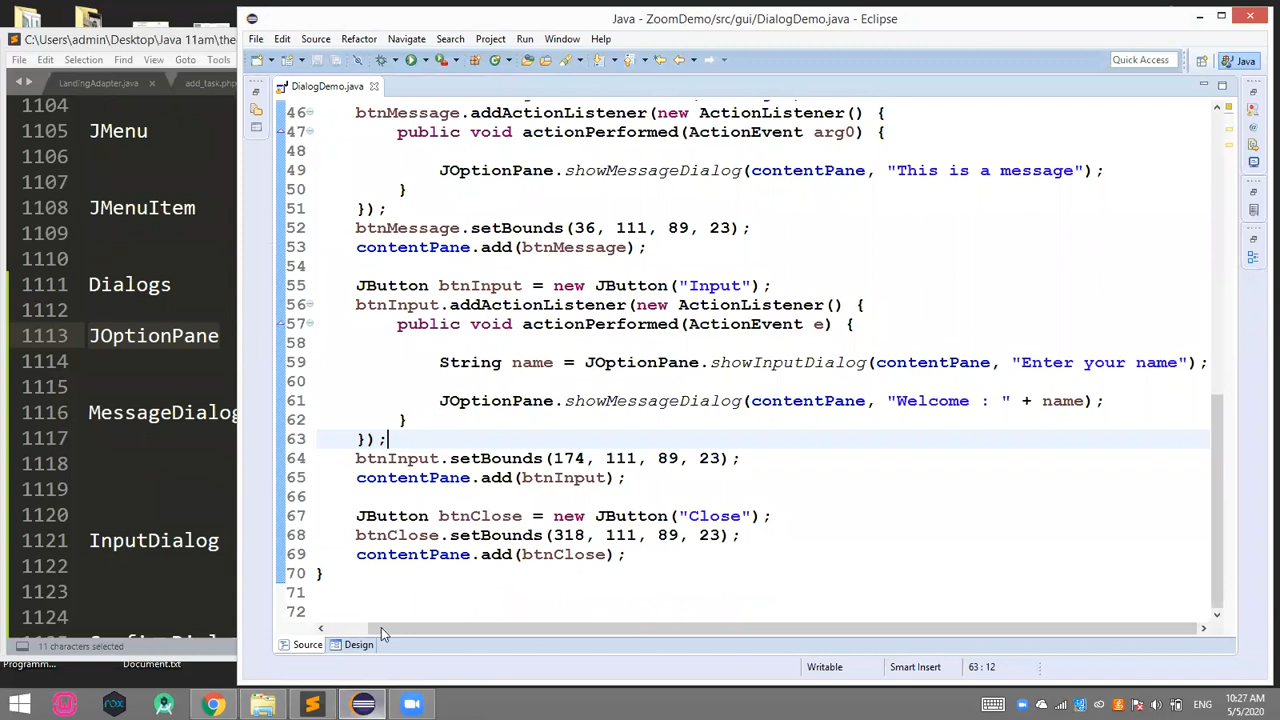 Java - ZoomDemo/src/gui/DialogDemo.java - Eclipse
C:\Users\admin\Desktop\Java 11am\the
File Edit Selection Find View Goto Tools
LandingAdapter.java × add_task.php
1104
1105 JMenu
1106
1107
1108 JMenuItem
1109
1110
1111 Dialogs
1112
1113 JOptionPane
1114
1115
1116 MessageDialog
1117
1118
1119
1120
1121 InputDialog
1122
1123
1124
11 characters selected
File Edit Source Refactor Navigate Search Project Run Window Help
Quick Access
Java
DialogDemo.java
46 btnMessage.addActionListener(new ActionListener() {
47 public void actionPerformed(ActionEvent arg0) {
48
49 JOptionPane.showMessageDialog(contentPane, "This is a message");
50 }
51 });
52 btnMessage.setBounds(36, 111, 89, 23);
53 contentPane.add(btnMessage);
54
55 JButton btnInput = new JButton("Input");
56 btnInput.addActionListener(new ActionListener() {
57 public void actionPerformed(ActionEvent e) {
58
59 String name = JOptionPane.showInputDialog(contentPane, "Enter your name");
60
61 JOptionPane.showMessageDialog(contentPane, "Welcome : " + name);
62 }
63 });
64 btnInput.setBounds(174, 111, 89, 23);
65 contentPane.add(btnInput);
66
67 JButton btnClose = new JButton("Close");
68 btnClose.setBounds(318, 111, 89, 23);
69 contentPane.add(btnClose);
70 }
71
72
Source Design
Writable Smart Insert 63 : 12
Programm... Document.txt
ENG
10:27 AM
5/5/2020